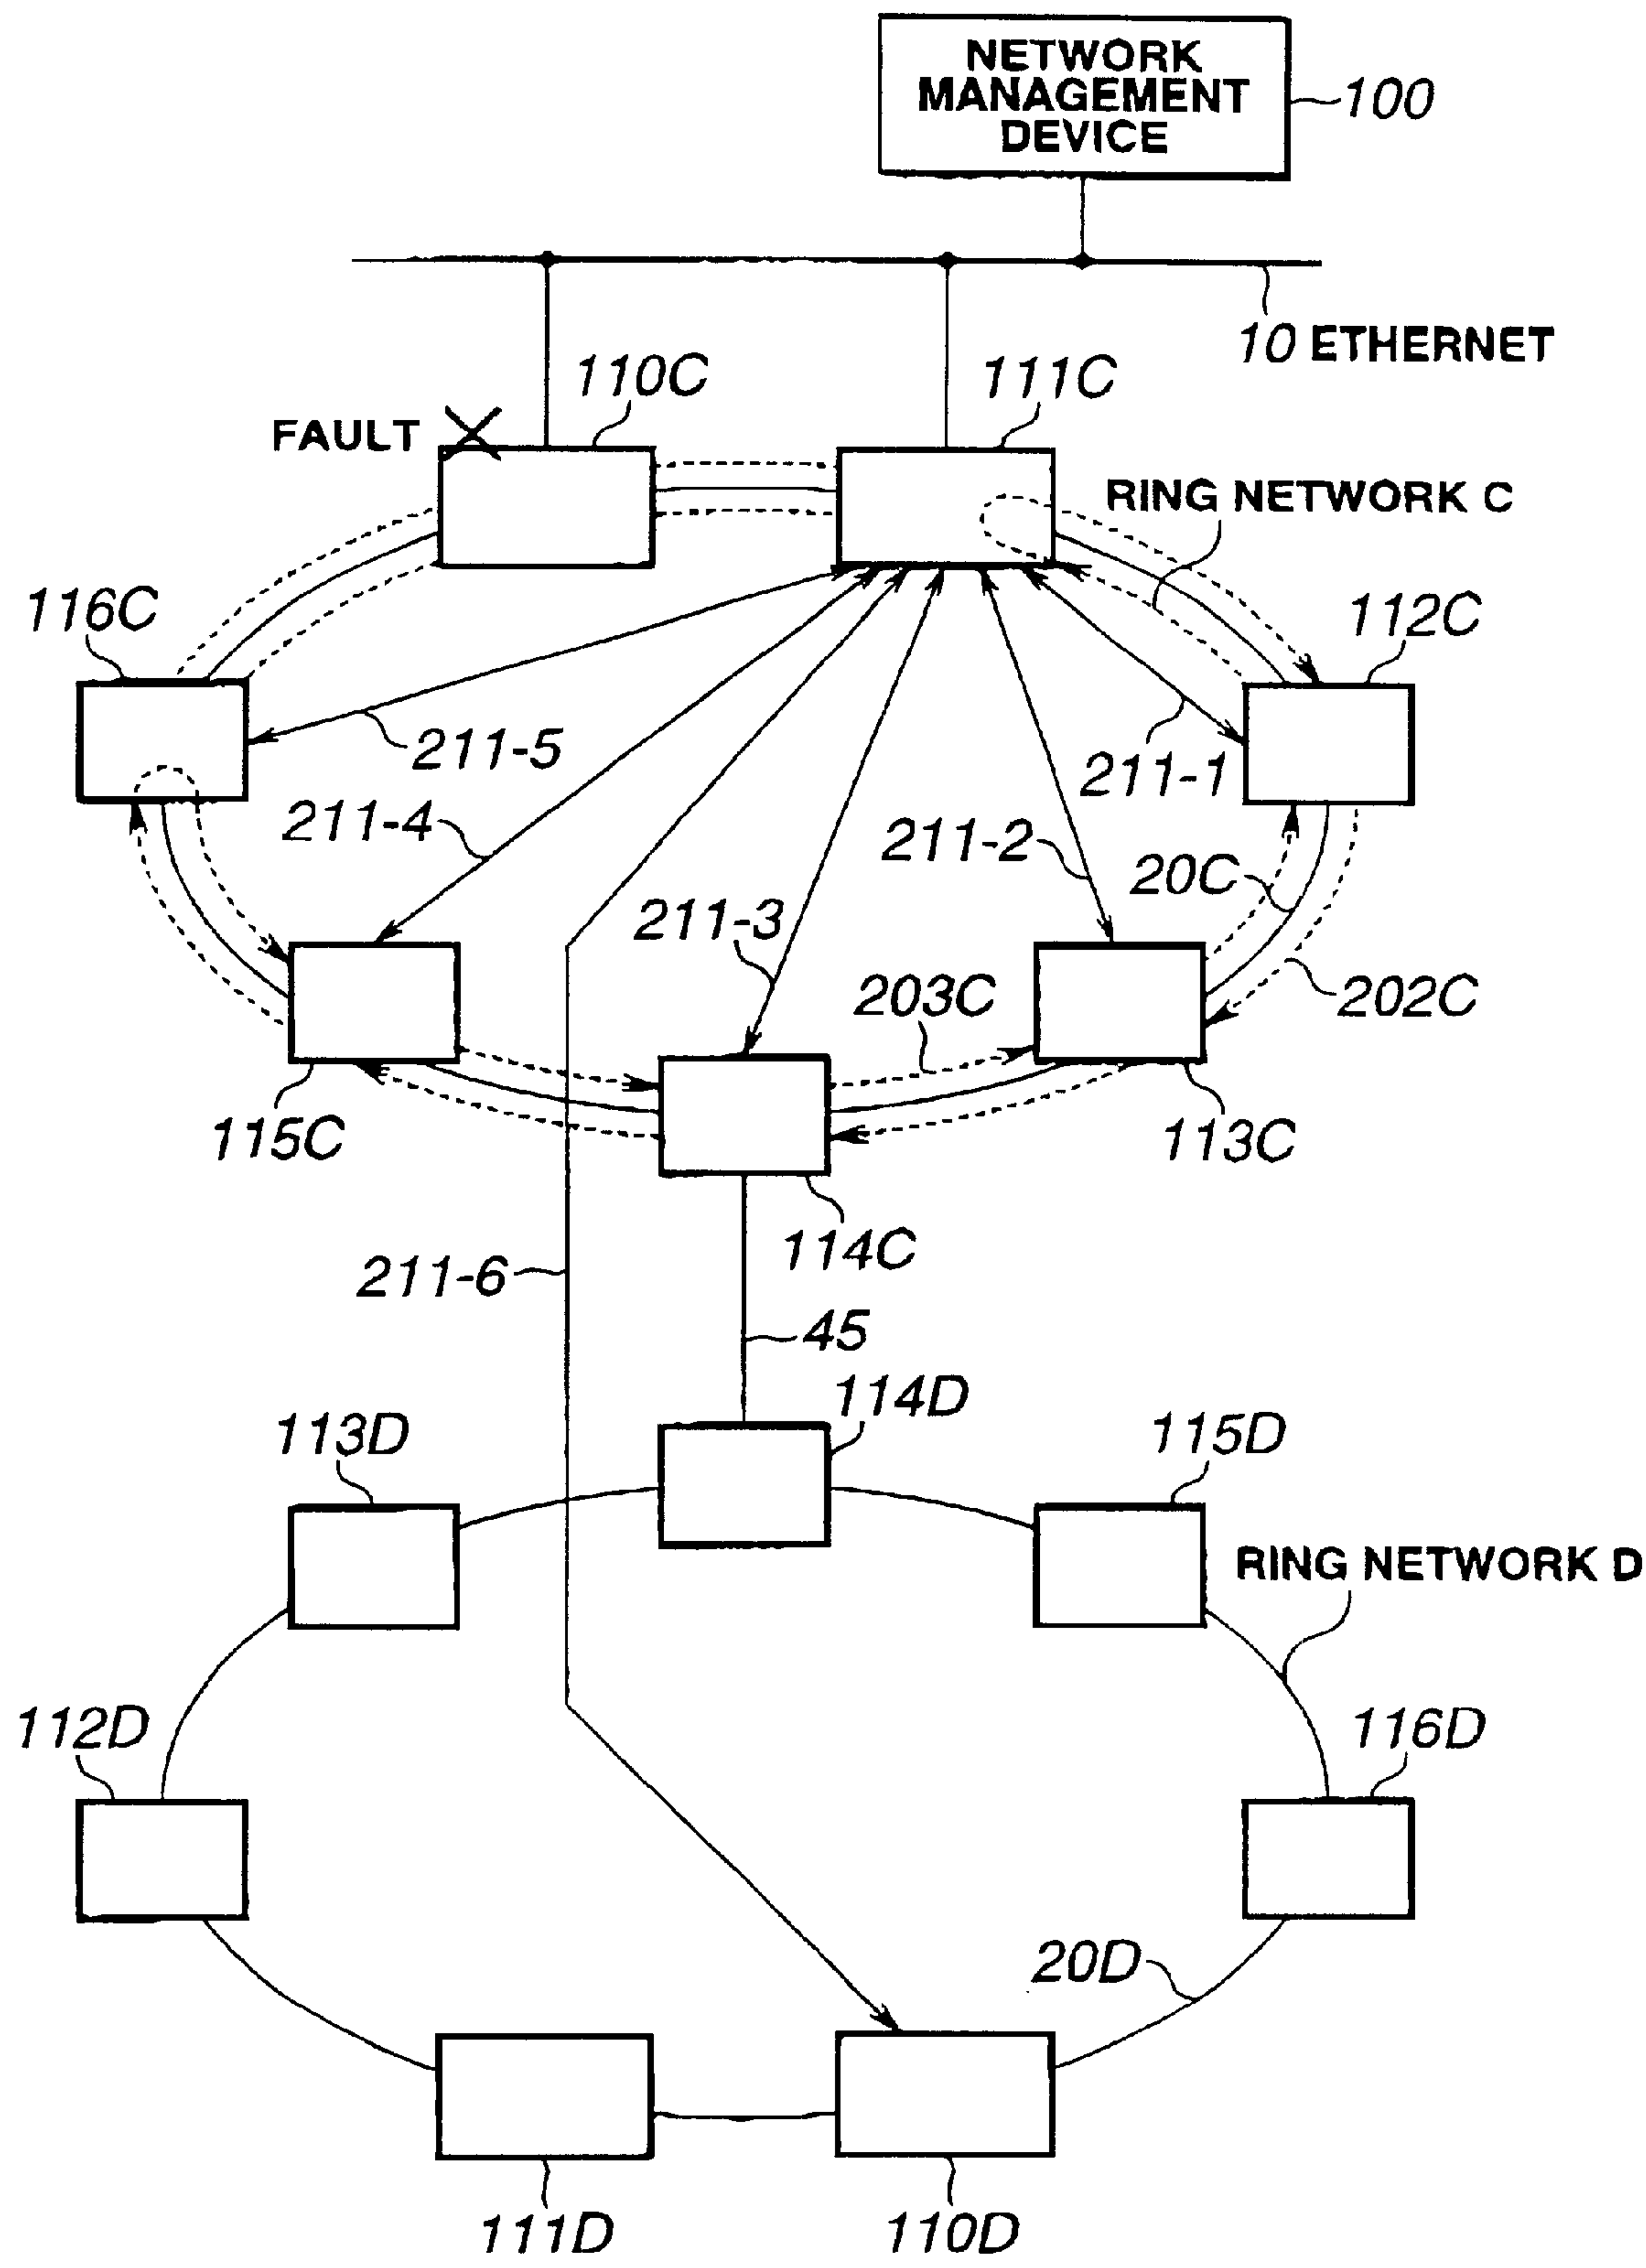 NETWORK
MANAGEMENT
DEVICE
100
10 ETHERNET
110C
111C
FAULT
RING NETWORK C
116C
112C
211-5
211-1
211-4
211-2
20C
211-3
203C
202C
115C
113C
114C
211-6
45
114D
113D
115D
RING NETWORK D
112D
116D
20D
111D
110D